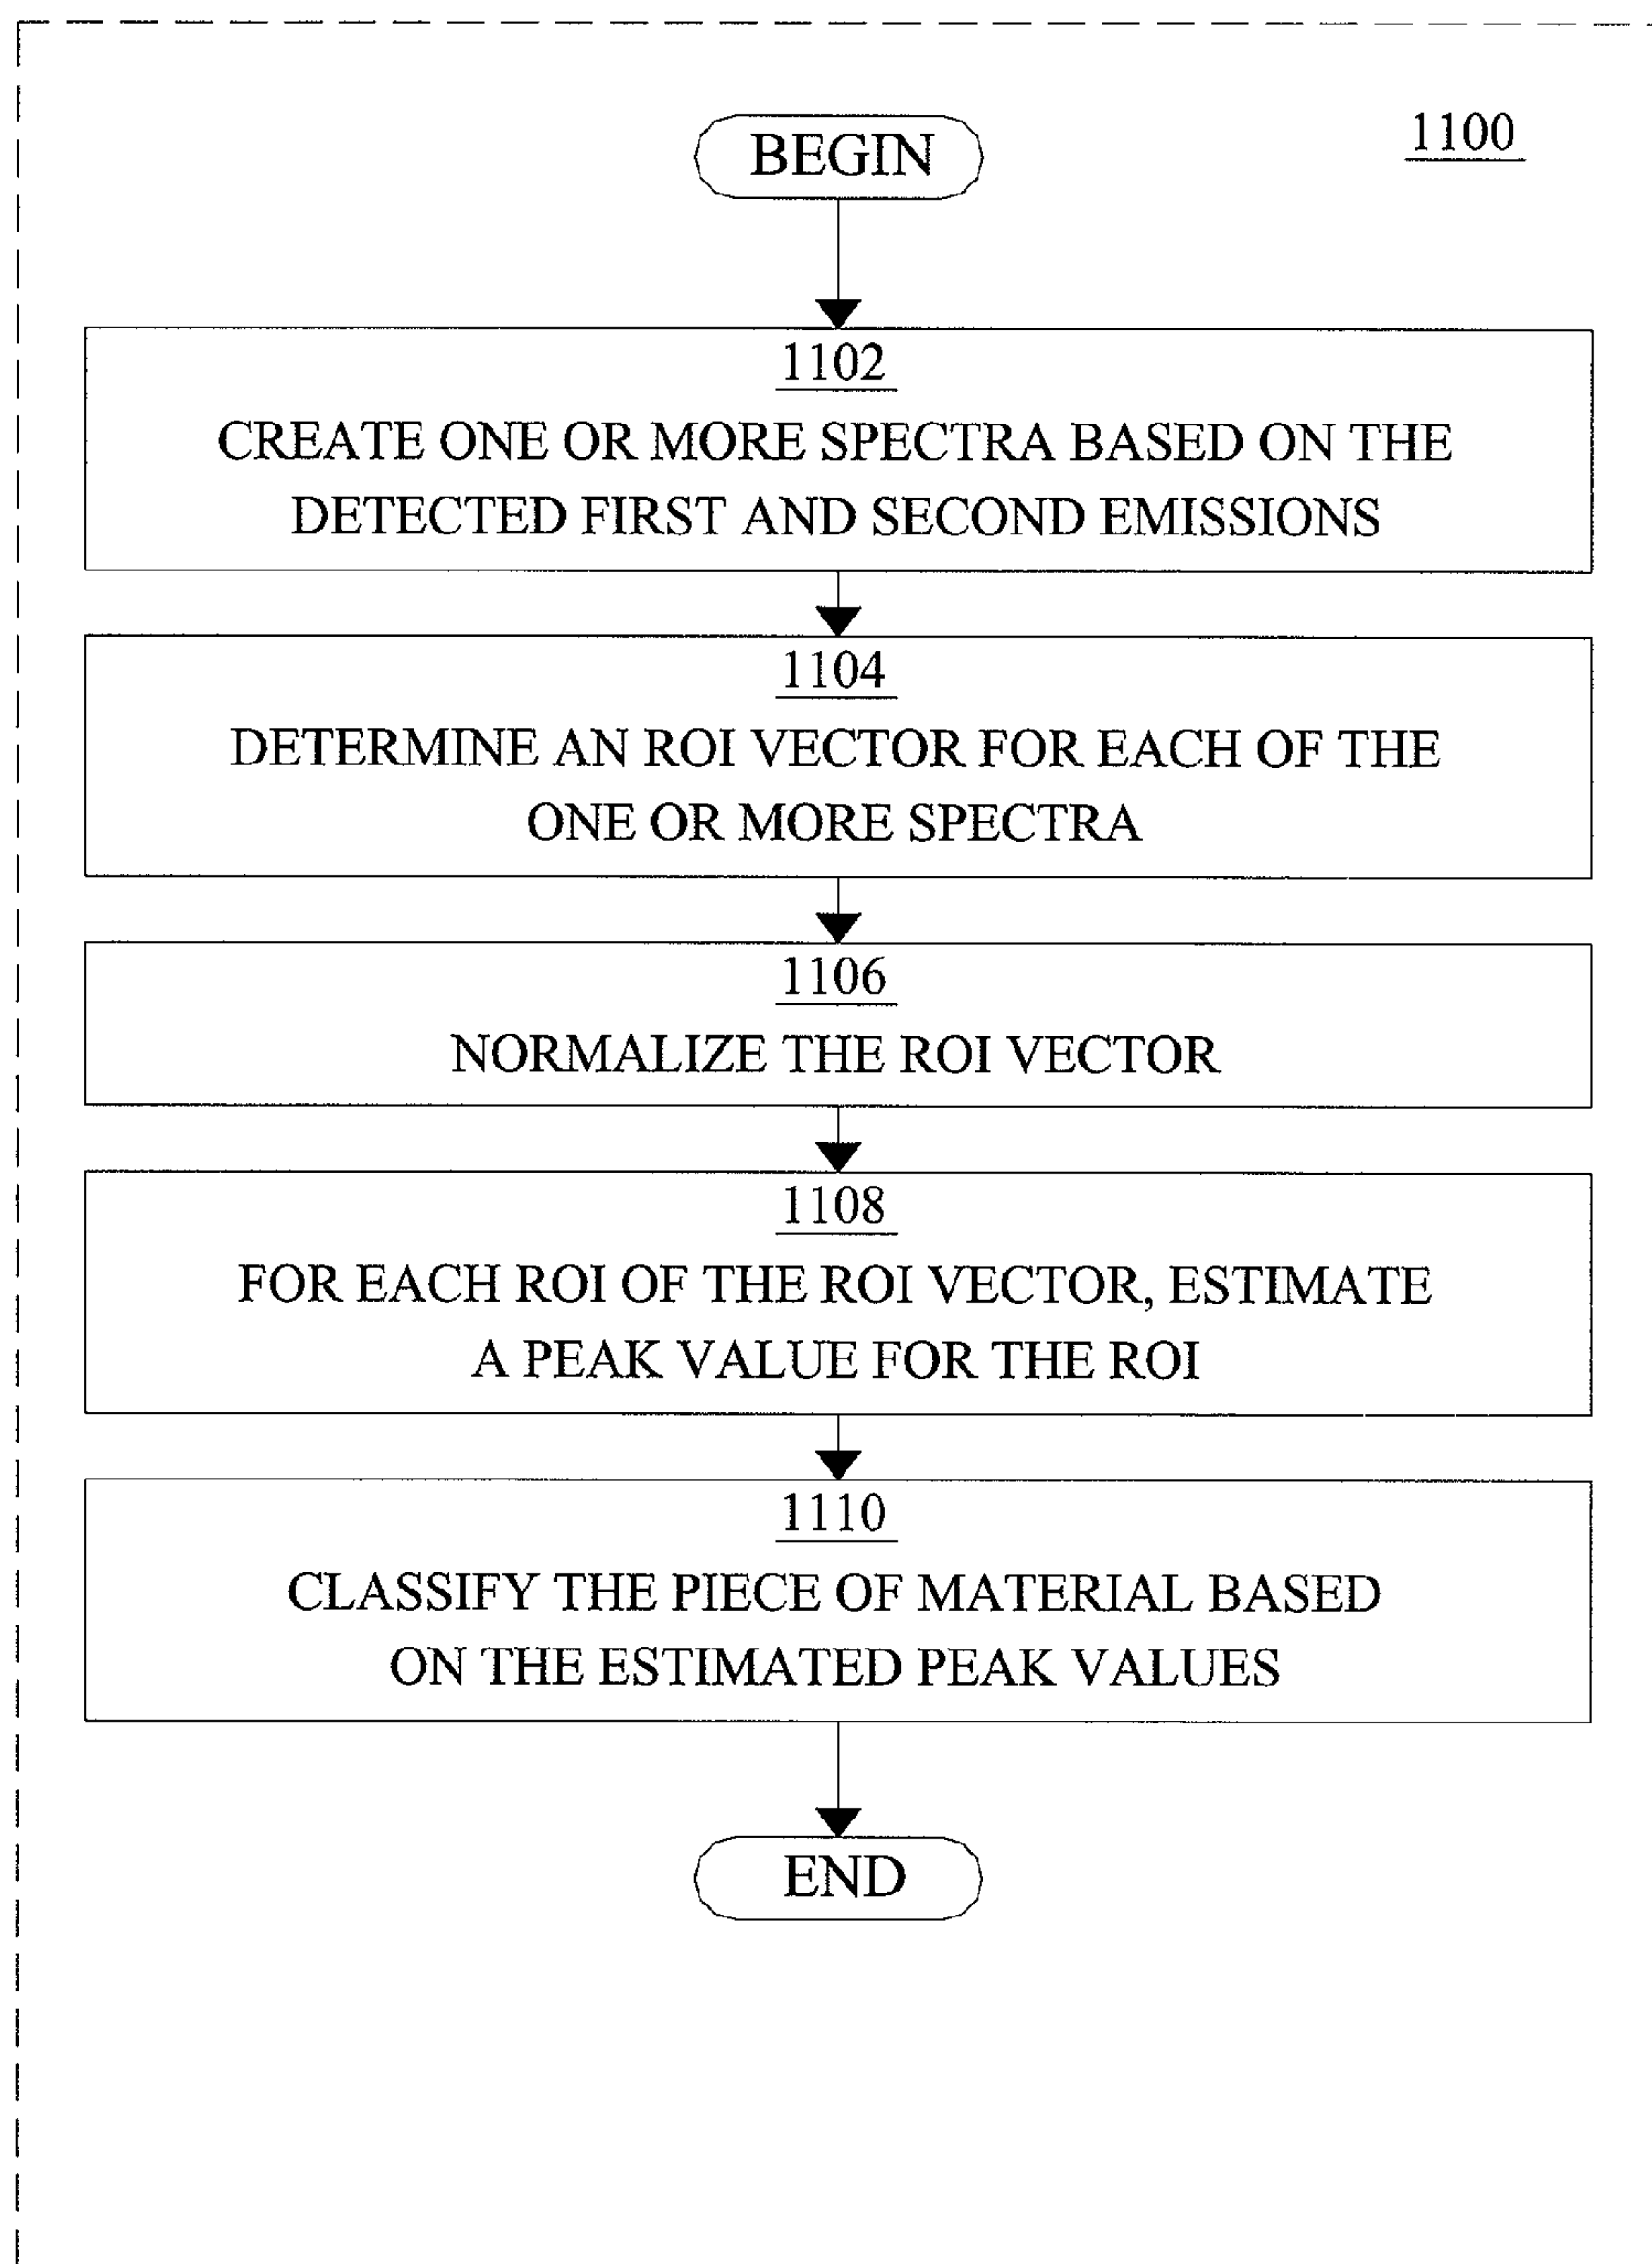 1100
BEGIN
1102
CREATE ONE OR MORE SPECTRA BASED ON THE
DETECTED FIRST AND SECOND EMISSIONS
1104
DETERMINE AN ROI VECTOR FOR EACH OF THE
ONE OR MORE SPECTRA
1106
NORMALIZE THE ROI VECTOR
1108
FOR EACH ROI OF THE ROI VECTOR, ESTIMATE
A PEAK VALUE FOR THE ROI
1110
CLASSIFY THE PIECE OF MATERIAL BASED
ON THE ESTIMATED PEAK VALUES
END